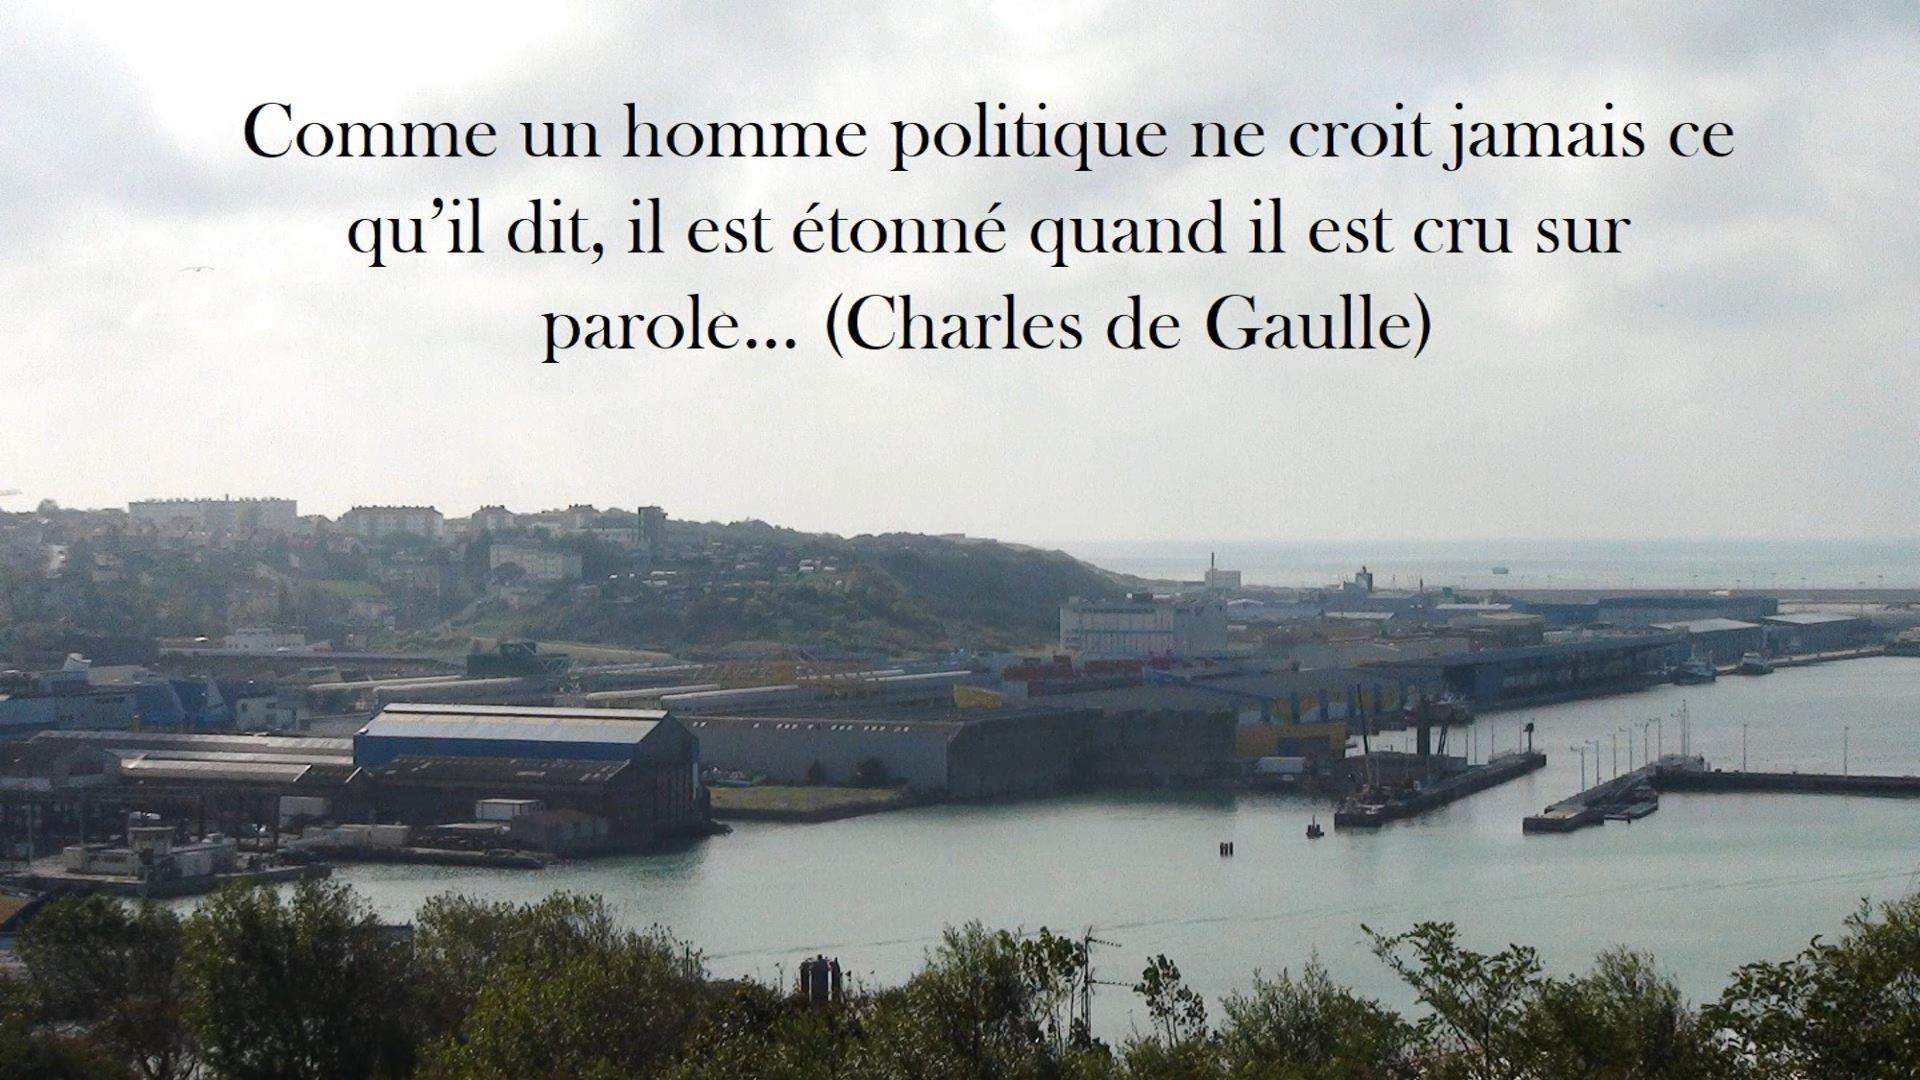 Comme un homme politique ne croit jamais ce
qu’il dit, il est étonné quand il est cru sur
parole… (Charles de Gaulle)